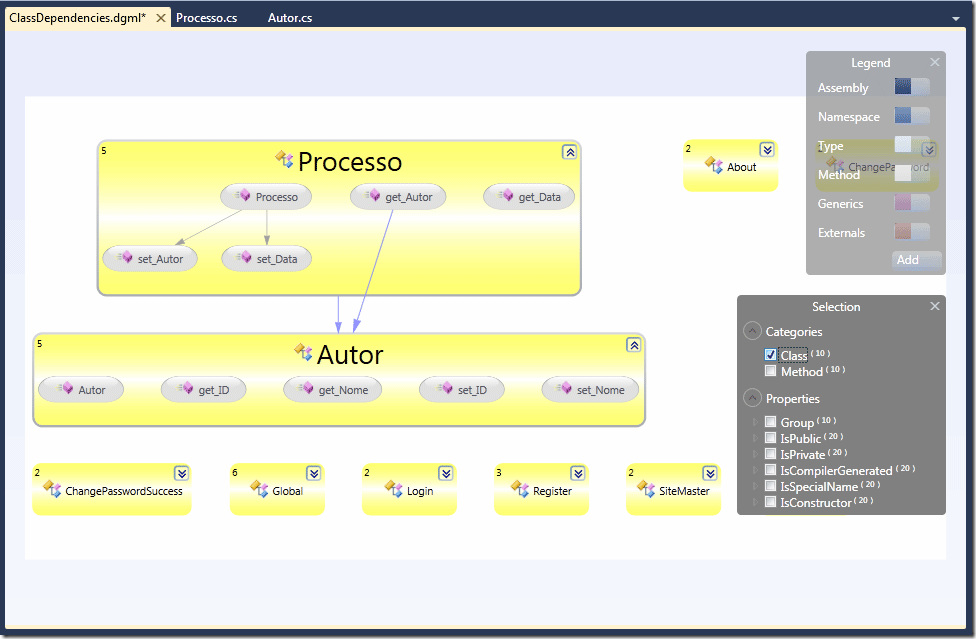 ClassDependencies.dgml* Processo.cs Autor.cs
5
Processo
Processo get_Autor get_Data
set_Autor set_Data
2
About
2
ChangePassword
Legend
Assembly
Namespace
Type
Method
Generics
Externals
Add
5
Autor
Autor get_ID get_Nome set_ID set_Nome
Selection
Categories
Class (10)
Method (10)
Properties
Group (10)
IsPublic (20)
IsPrivate (20)
IsCompilerGenerated (20)
IsSpecialName (20)
IsConstructor (20)
2
ChangePasswordSuccess
6
Global
2
Login
3
Register
2
SiteMaster